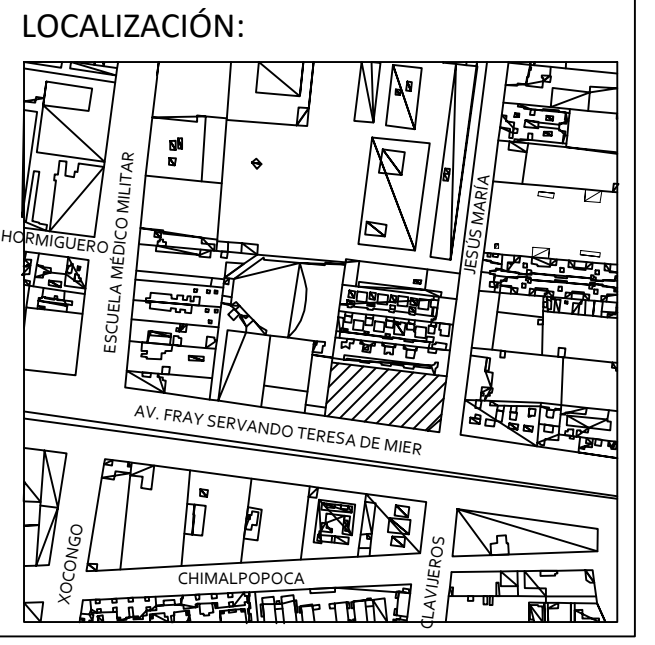 LOCALIZACIÓN:
ESCUELA MÉDICO MILITAR
JESÚS MARÍA
HORMIGUERO
AV. FRAY SERVANDO TERESA DE MIER
XOCONGO
CLAVIJEROS
CHIMALPOPOCA